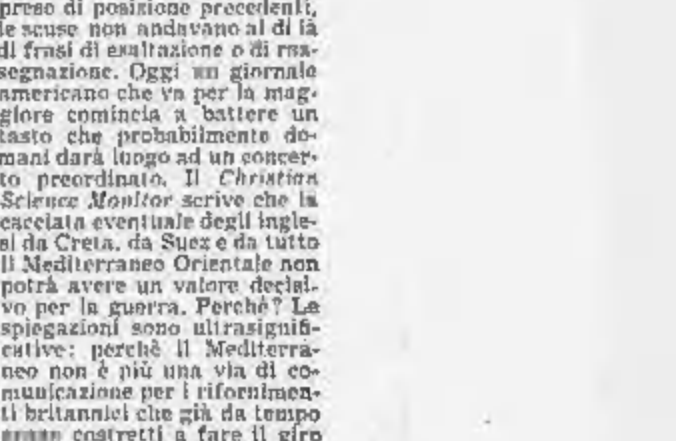 prese di posizione precedenti,
le scuse non andavano al di là
di frasi di esaltazione o di ras-
segnazione. Oggi un giornale
americano che va per la mag-
giore comincia a battere un
tasto che probabilmente do-
mani darà luogo ad un concer-
to preordinato. Il Christian
Science Monitor scrive che la
cacciata eventuale degli ingle-
si da Creta, da Suez e da tutto
il Mediterraneo Orientale non
potrà avere un valore decisi-
vo per la guerra. Perchè? Le
spiegazioni sono ultrasignifi-
cative: perchè il Mediterra-
neo non è più una via di co-
municazione per i rifornimen-
ti britannici che già da tempo
erano costretti a fare il giro